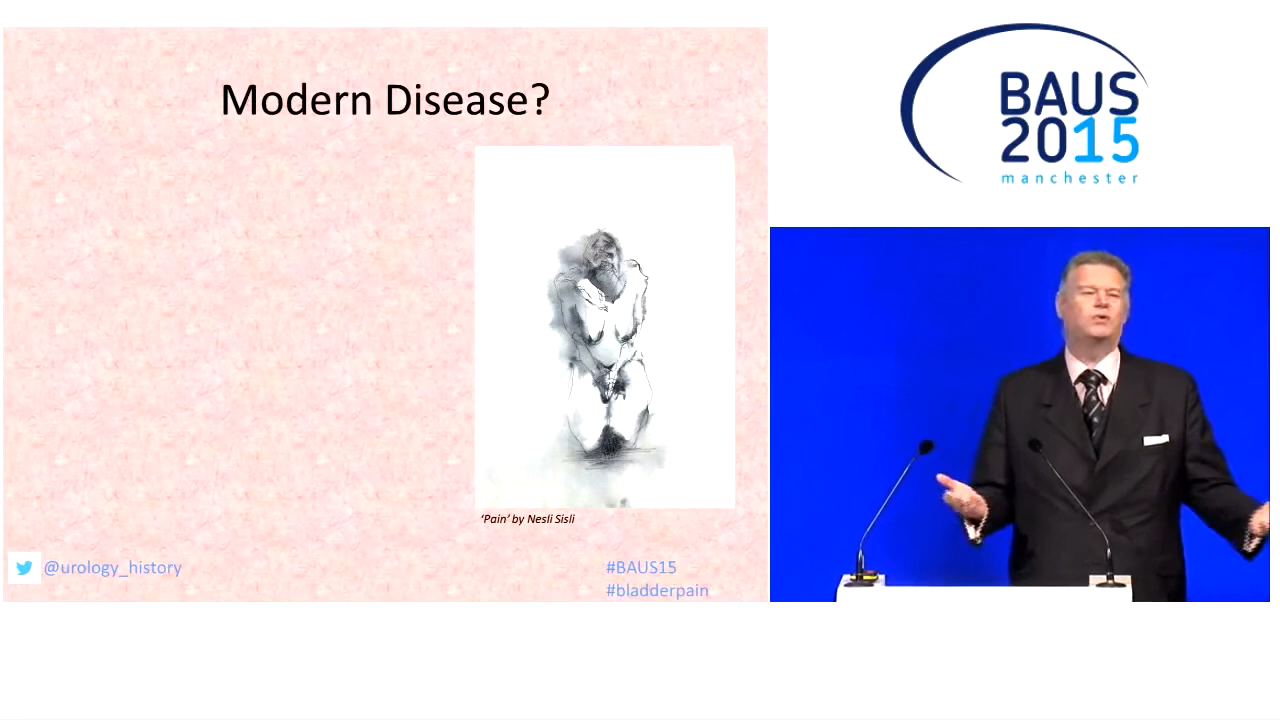 Modern Disease?
'Pain' by Nesli Sisli
@urology_history
#BAUS15
#bladderpain
BAUS
2015
manchester